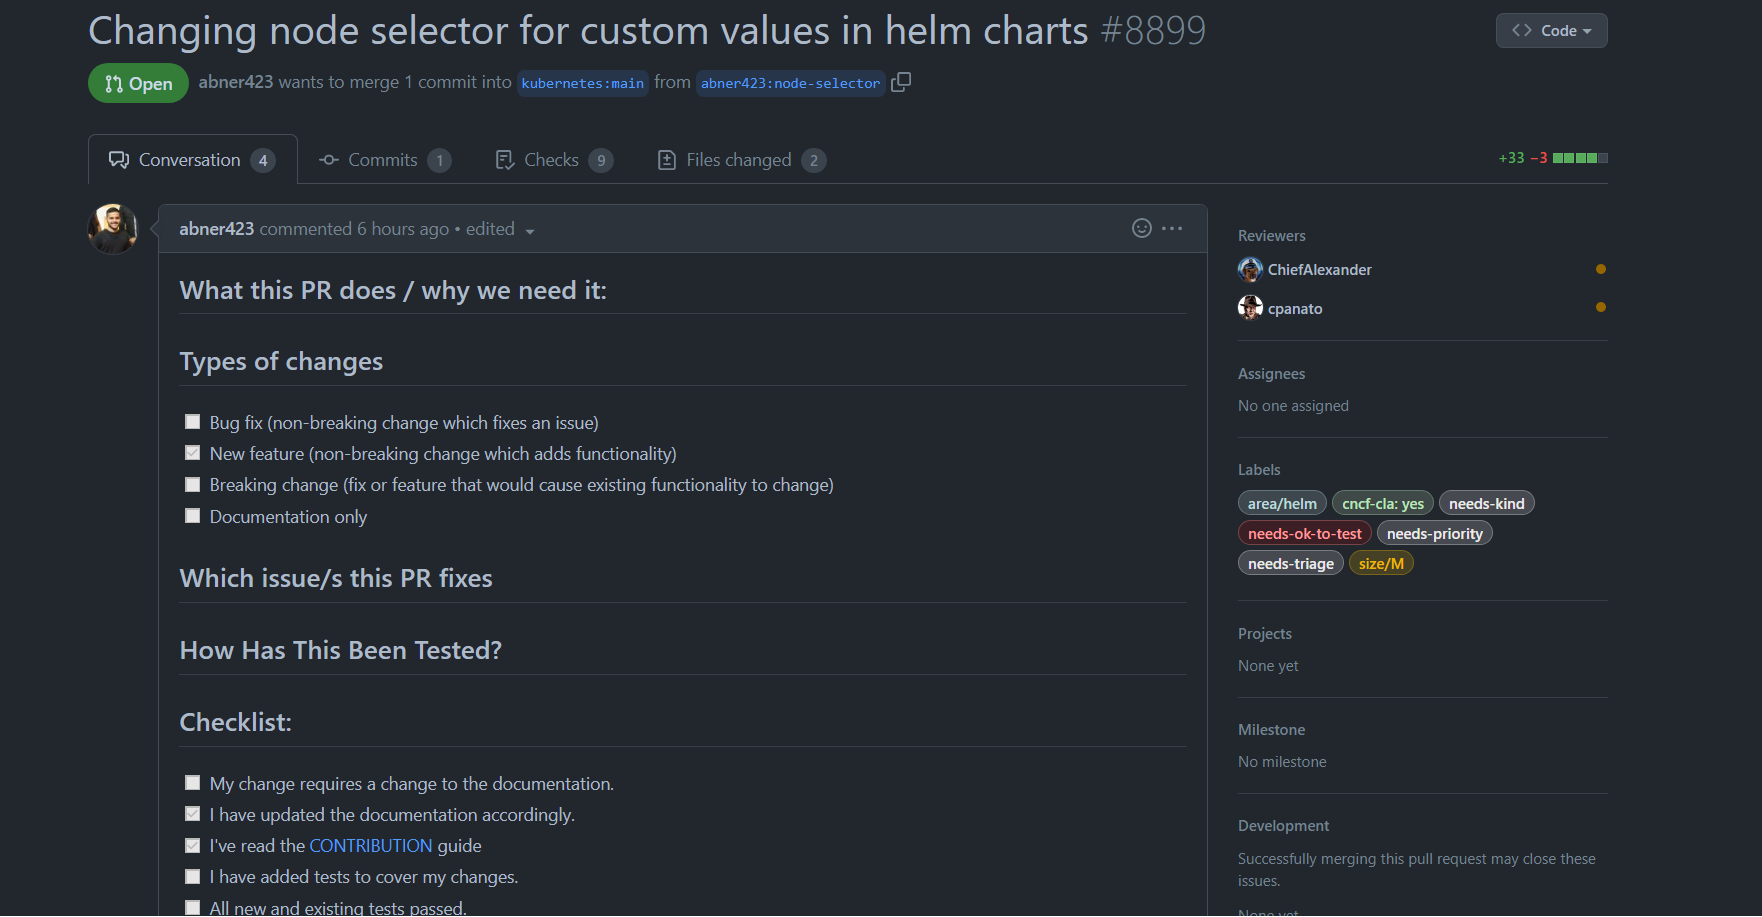 Changing node selector for custom values in helm charts #8899
Code
Open abner423 wants to merge 1 commit into kubernetes:main from abner423:node-selector
Conversation 4 Commits 1 Checks 9 Files changed 2 +33 −3
abner423 commented 6 hours ago • edited
What this PR does / why we need it:
Types of changes
Bug fix (non-breaking change which fixes an issue)
New feature (non-breaking change which adds functionality)
Breaking change (fix or feature that would cause existing functionality to change)
Documentation only
Which issue/s this PR fixes
How Has This Been Tested?
Checklist:
My change requires a change to the documentation.
I have updated the documentation accordingly.
I've read the CONTRIBUTION guide
I have added tests to cover my changes.
All new and existing tests passed.
Reviewers
ChiefAlexander
cpanato
Assignees
No one assigned
Labels
area/helm cncf-cla: yes needs-kind
needs-ok-to-test needs-priority
needs-triage size/M
Projects
None yet
Milestone
No milestone
Development
Successfully merging this pull request may close these
issues.
None yet